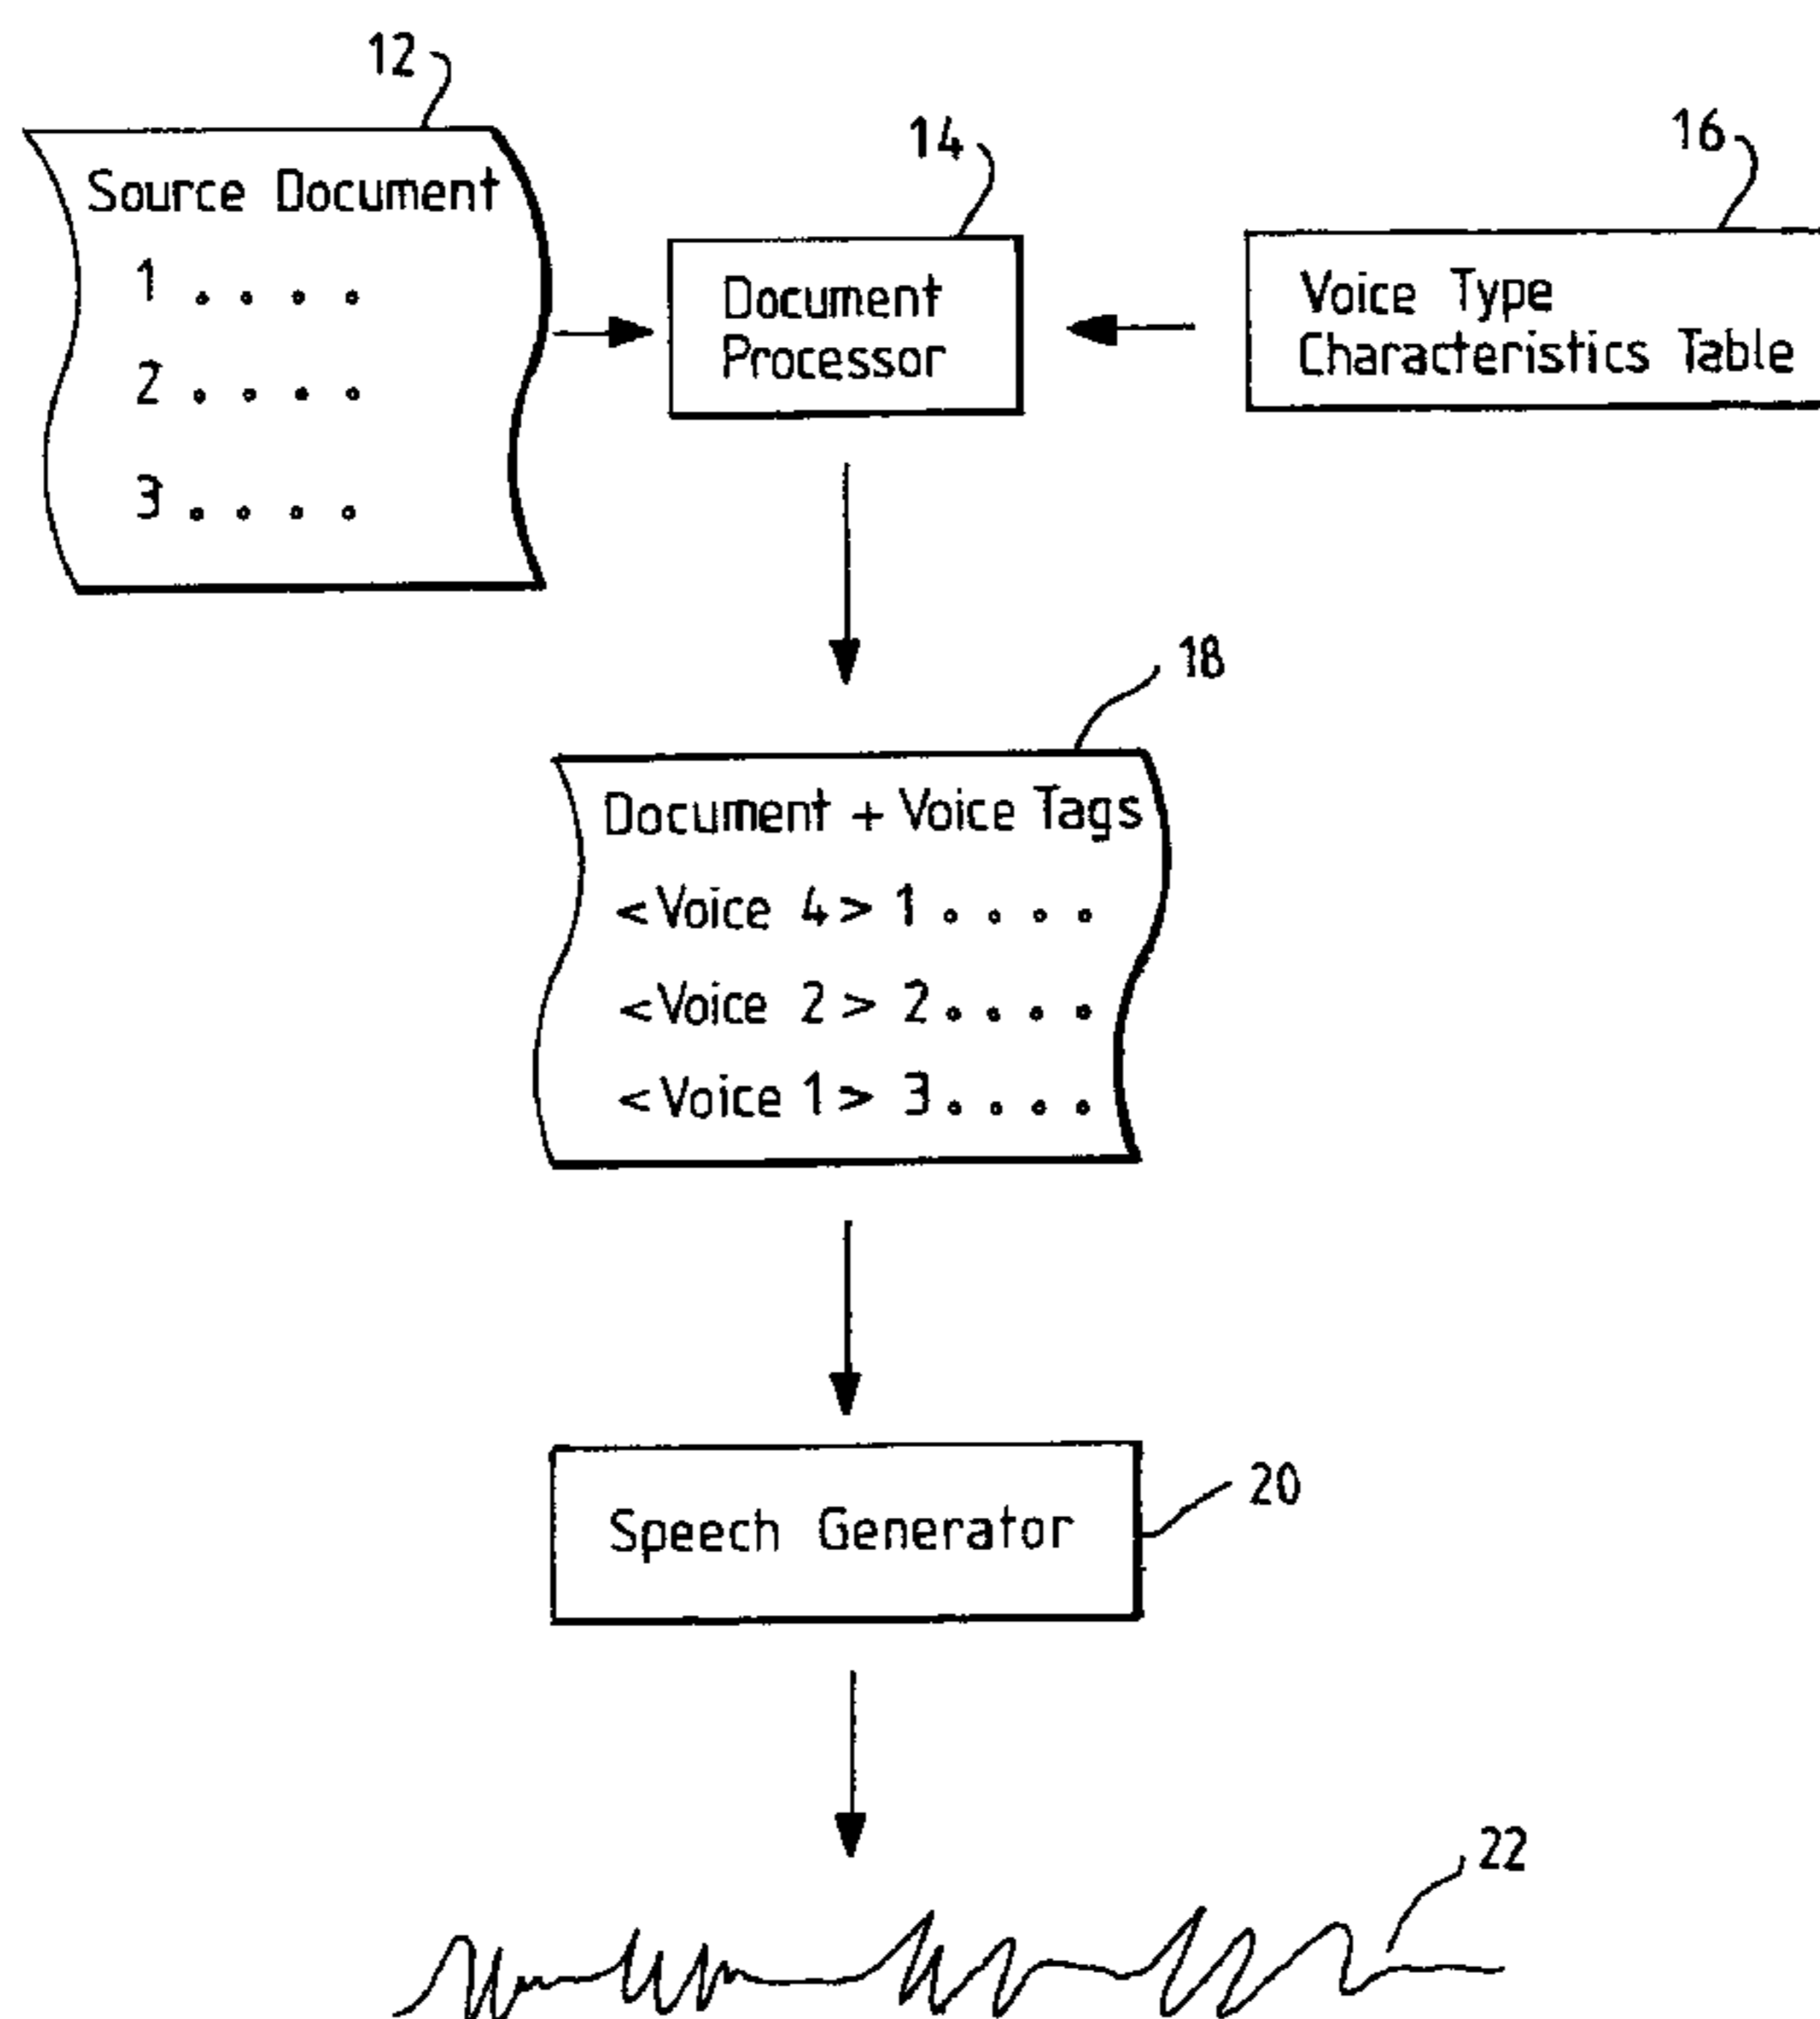 12
Source Document
1 . . . .
2 . . . .
3 . . . .
14
Document
Processor
16
Voice Type
Characteristics Table
18
Document + Voice Tags
<Voice 4> 1 . . . .
<Voice 2> 2 . . . .
<Voice 1> 3 . . . .
Speech Generator
20
22